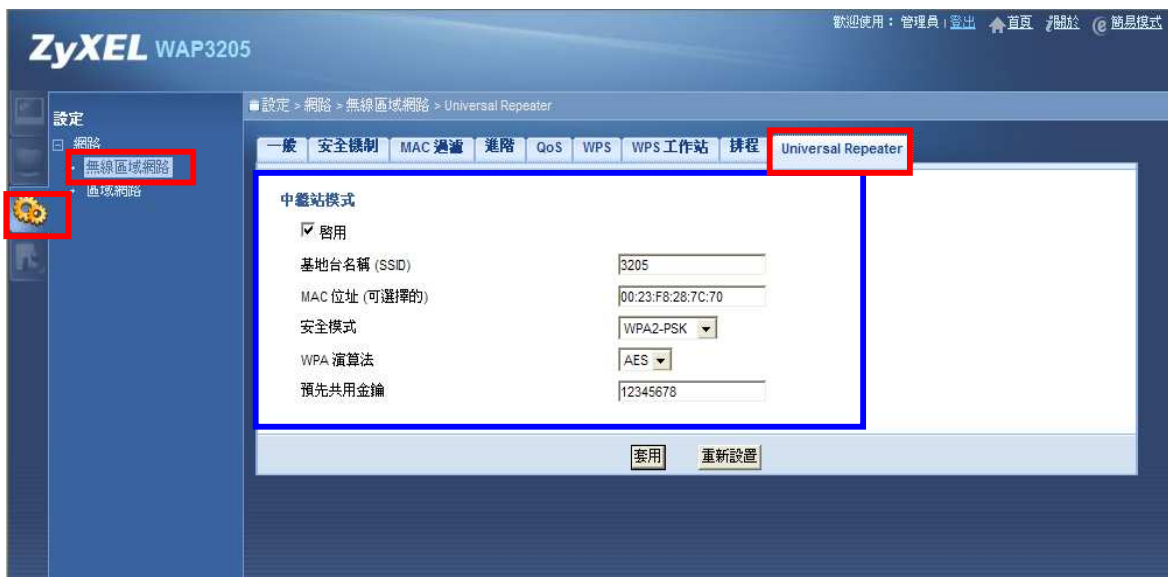 歡迎使用： 管理員 | 登出 首頁 關於 簡易模式
ZyXEL WAP3205
設定 > 網路 > 無線區域網路 > Universal Repeater
設定
網路
無線區域網路
區域網路
一般 安全機制 MAC 過濾 進階 QoS WPS WPS 工作站 排程 Universal Repeater
中繼站模式
啓用
基地台名稱 (SSID) 3205
MAC 位址 (可選擇的) 00:23:F8:28:7C:70
安全模式 WPA2-PSK
WPA 演算法 AES
預先共用金鑰 12345678
套用 重新設置